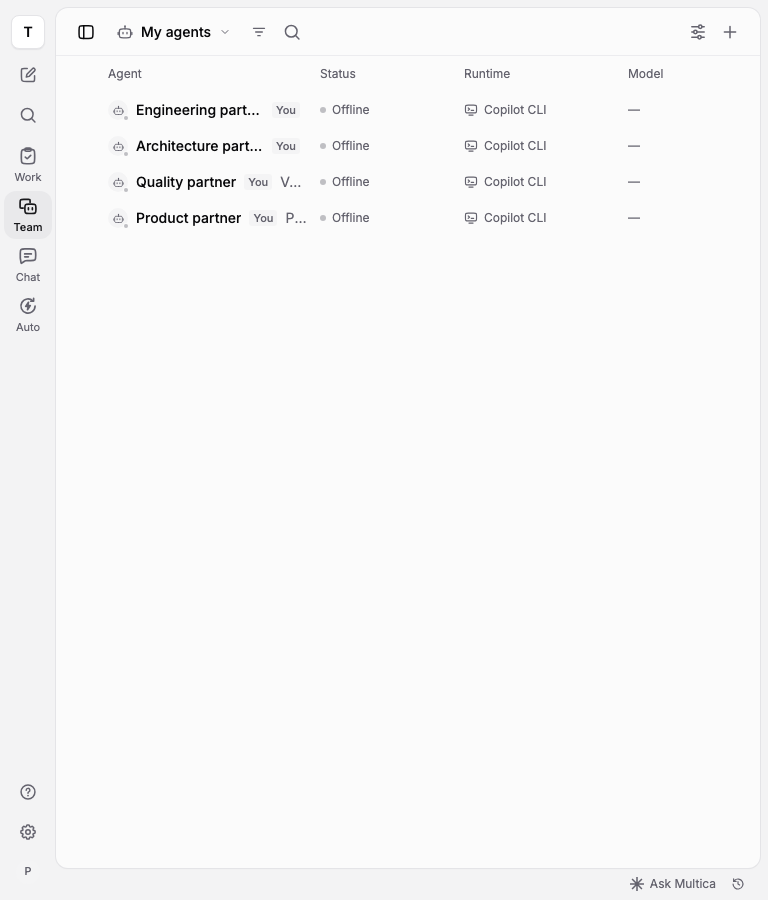 T
My agents
Agent Status Runtime Model
Engineering part... You Offline Copilot CLI —
Architecture part... You Offline Copilot CLI —
Quality partner You V... Offline Copilot CLI —
Product partner You P... Offline Copilot CLI —
Work
Team
Chat
Auto
P
Ask Multica